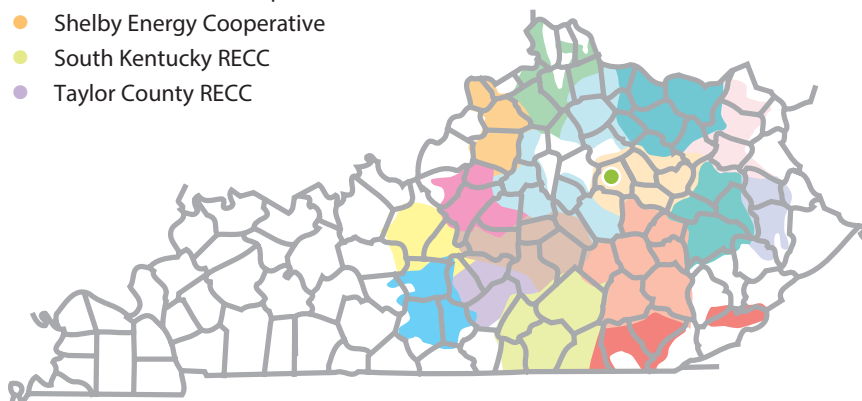 Shelby Energy Cooperative
South Kentucky RECC
Taylor County RECC